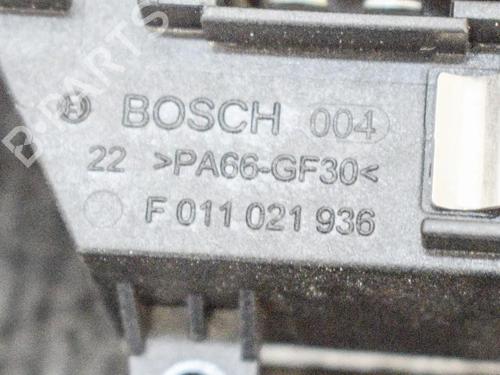 BOSCH 004
22 >PA66-GF30<
F 011 021 936
B-PARTS